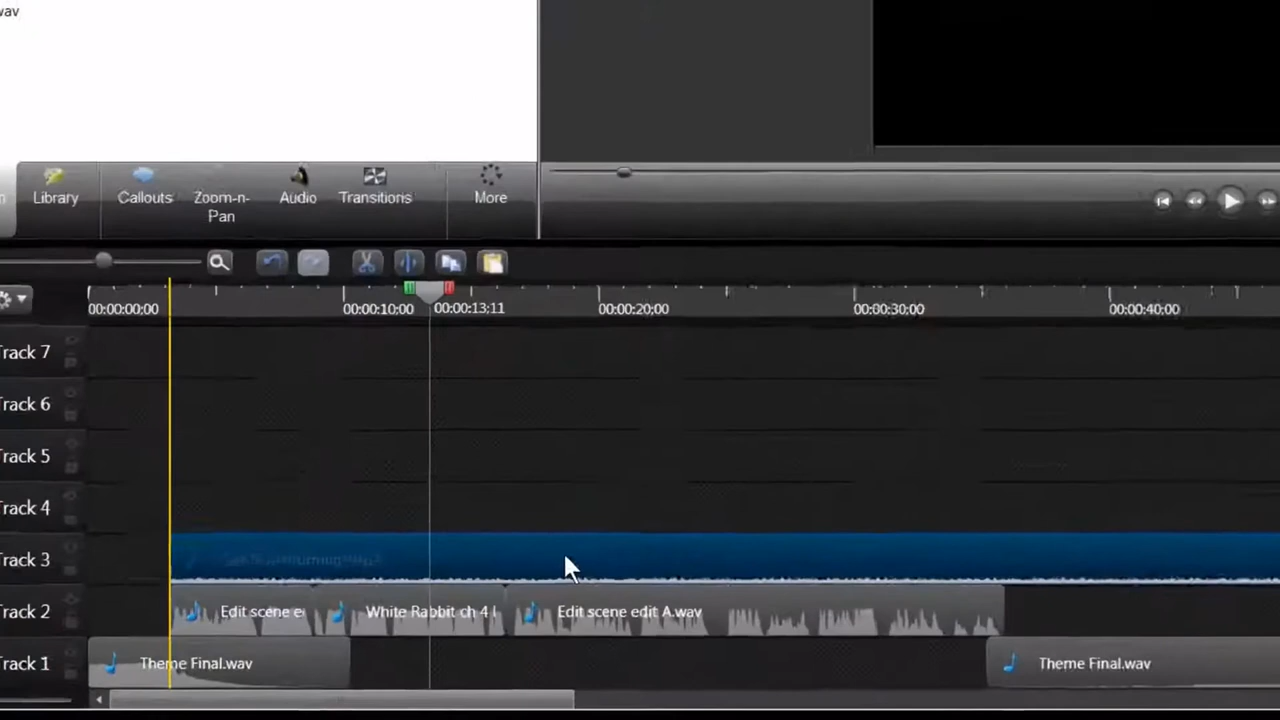 wav
Library
Callouts
Zoom-n-
Pan
Audio
Transitions
More
00:00:00;00
00:00:10;00
00:00:13;11
00:00:20;00
00:00:30;00
00:00:40;00
Track 7
Track 6
Track 5
Track 4
Track 3
Track 2
Edit scene e
White Rabbit ch 4
Edit scene edit A.wav
Track 1
Theme Final.wav
Theme Final.wav